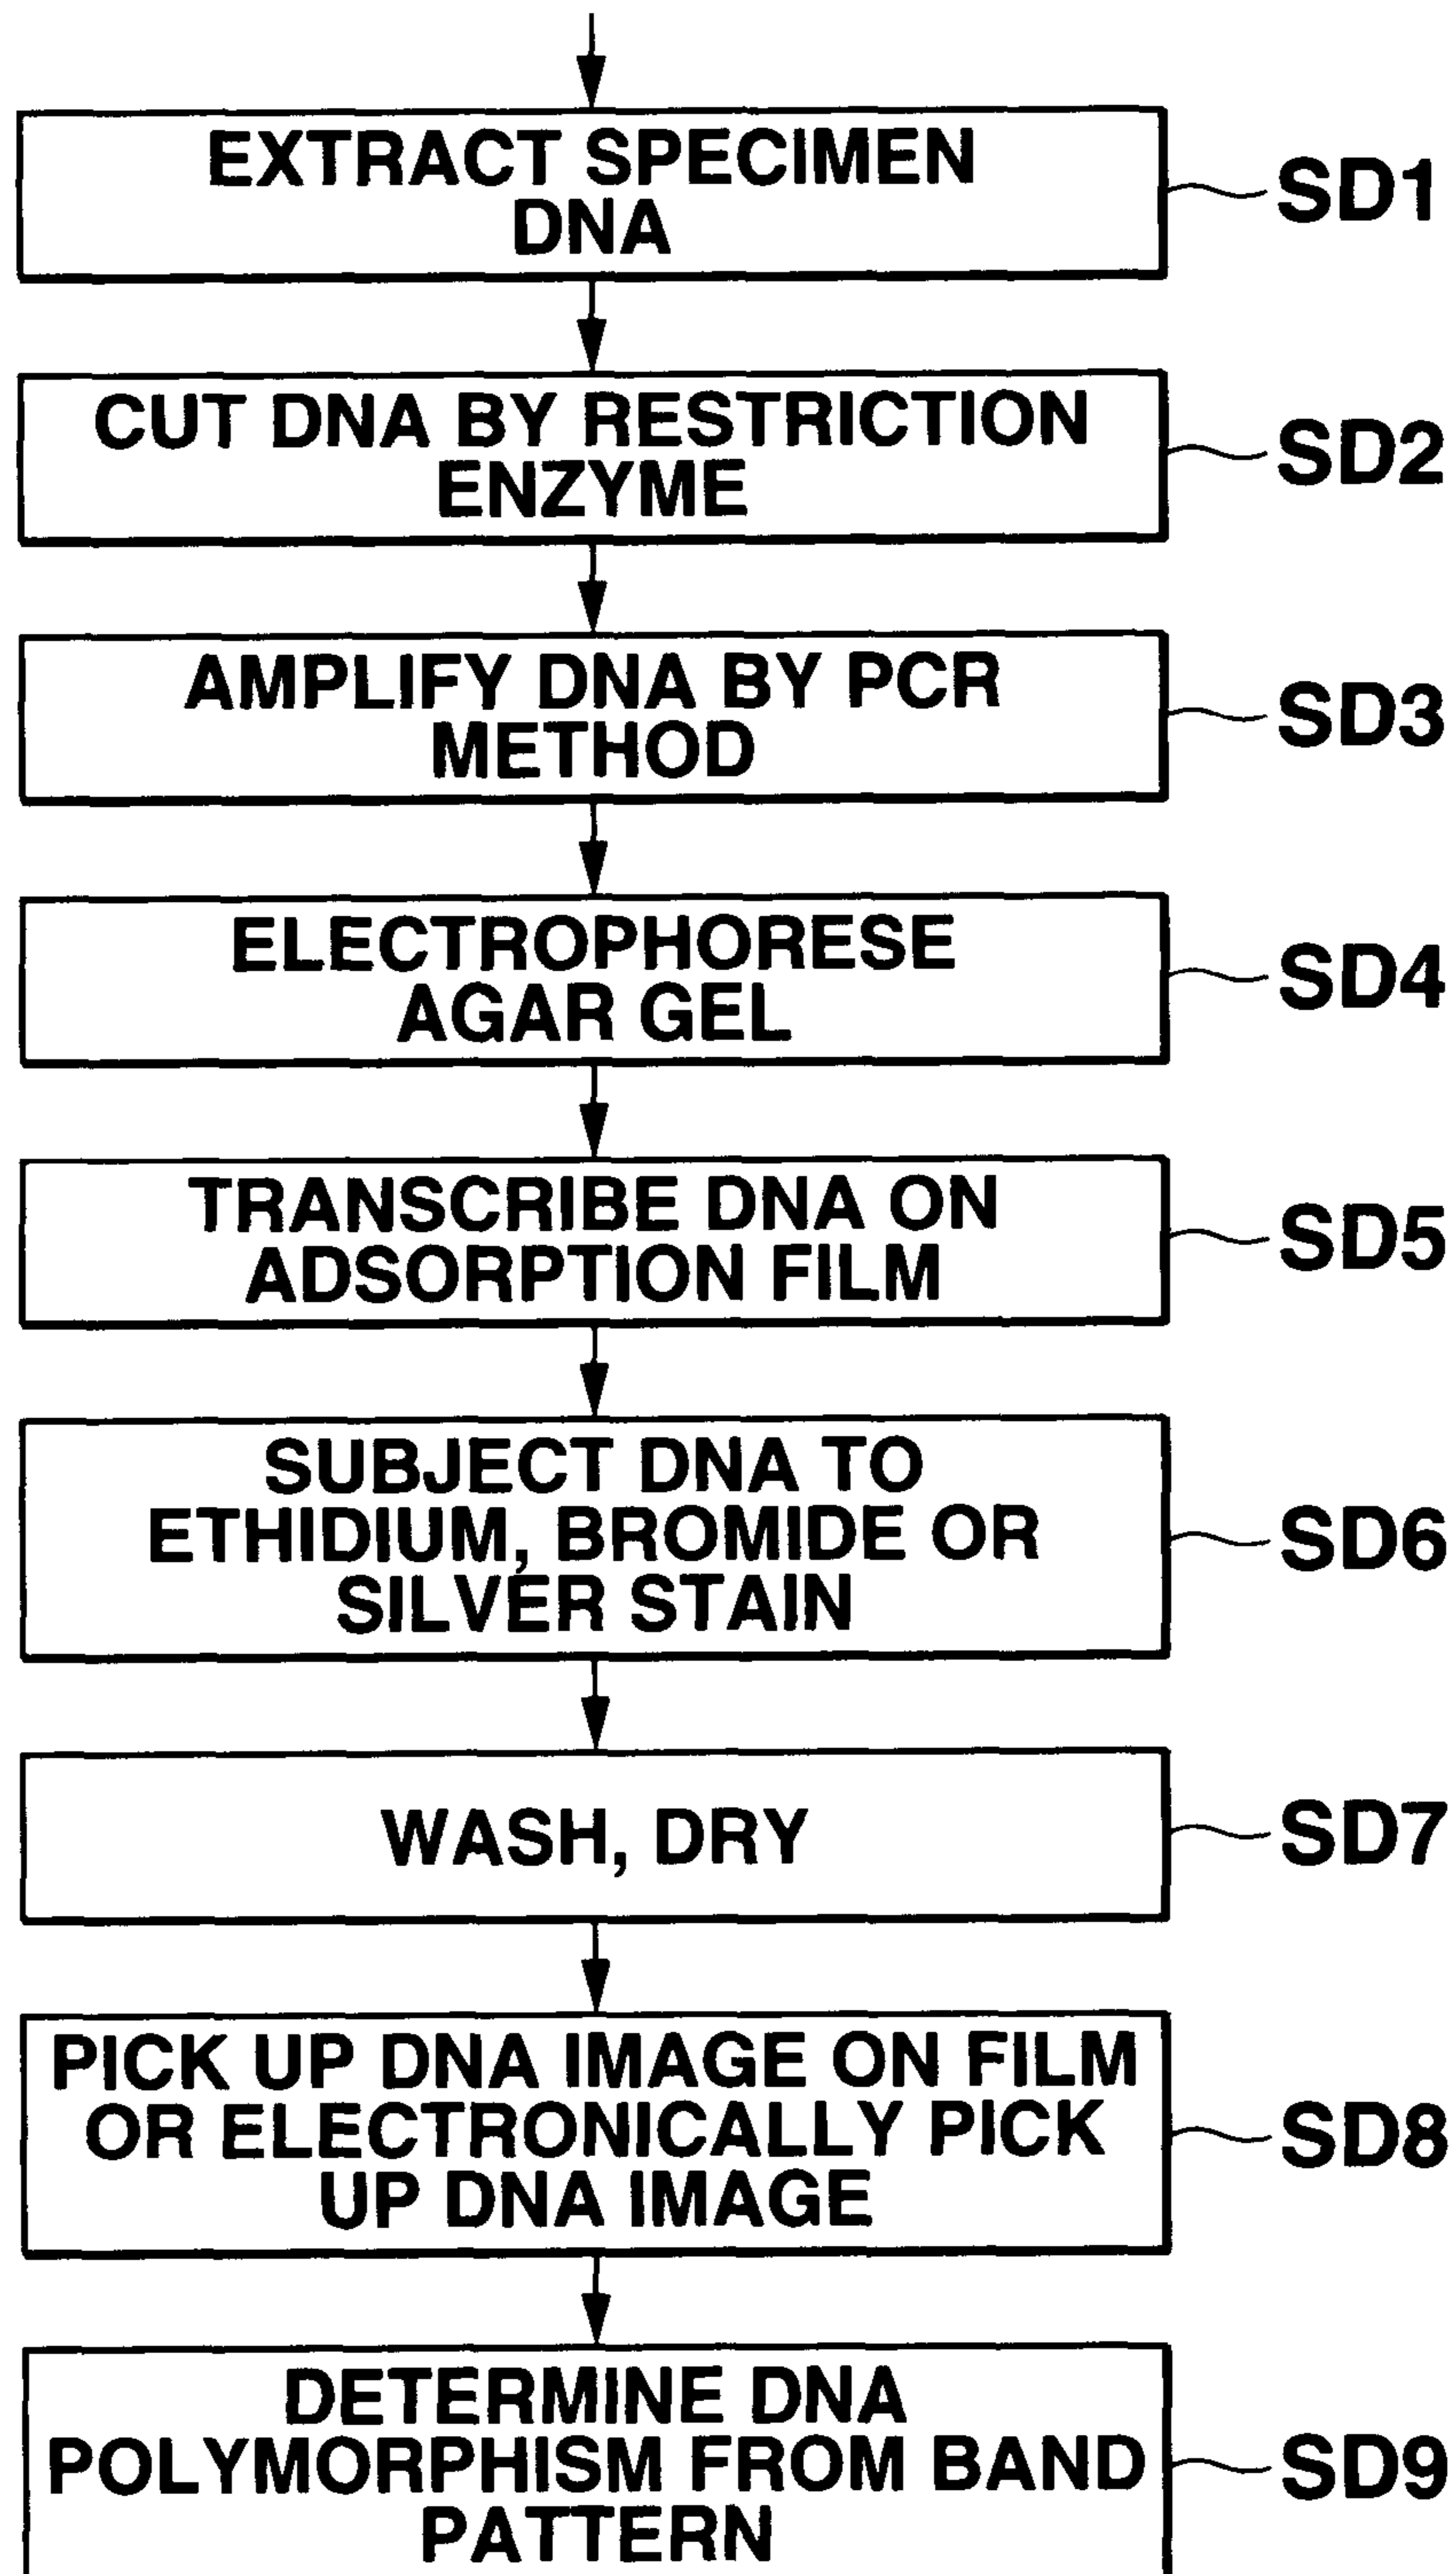 EXTRACT SPECIMEN
DNA
SD1
CUT DNA BY RESTRICTION
ENZYME
SD2
AMPLIFY DNA BY PCR
METHOD
SD3
ELECTROPHORESE
AGAR GEL
SD4
TRANSCRIBE DNA ON
ADSORPTION FILM
SD5
SUBJECT DNA TO
ETHIDIUM, BROMIDE OR
SILVER STAIN
SD6
WASH, DRY
SD7
PICK UP DNA IMAGE ON FILM
OR ELECTRONICALLY PICK
UP DNA IMAGE
SD8
DETERMINE DNA
POLYMORPHISM FROM BAND
PATTERN
SD9